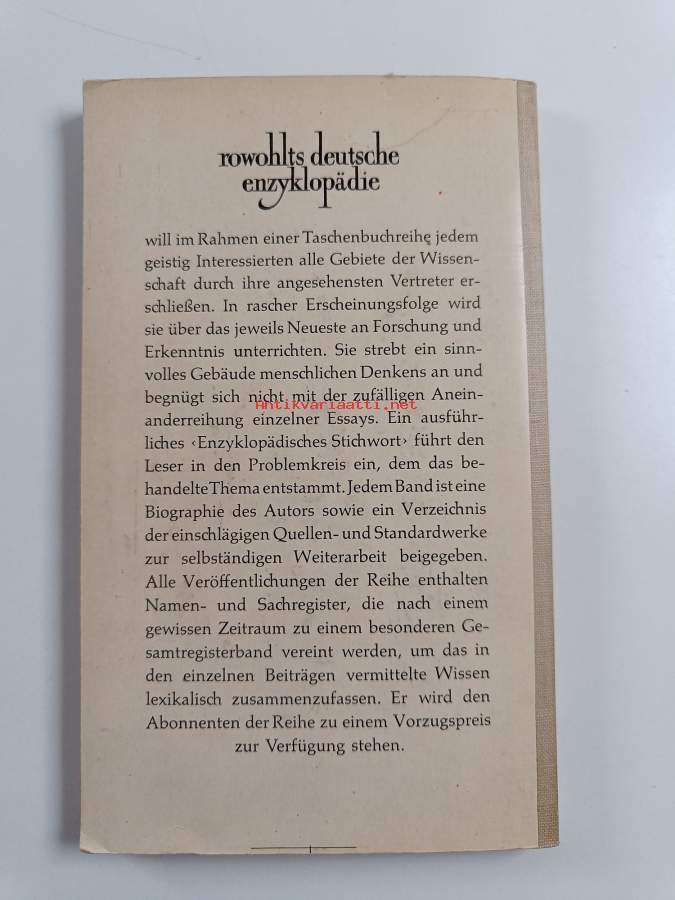 rowohlts deutsche
enzyklopädie
will im Rahmen einer Taschenbuchreihe jedem
geistig Interessierten alle Gebiete der Wissen-
schaft durch ihre angesehensten Vertreter er-
schließen. In rascher Erscheinungsfolge wird
sie über das jeweils Neueste an Forschung und
Erkenntnis unterrichten. Sie strebt ein sinn-
volles Gebäude menschlichen Denkens an und
begnügt sich nicht mit der zufälligen Anein-
antikvariaatti.net
anderreihung einzelner Essays. Ein ausführ-
liches ‹Enzyklopädisches Stichwort› führt den
Leser in den Problemkreis ein, dem das be-
handelte Thema entstammt. Jedem Band ist eine
Biographie des Autors sowie ein Verzeichnis
der einschlägigen Quellen- und Standardwerke
zur selbständigen Weiterarbeit beigegeben.
Alle Veröffentlichungen der Reihe enthalten
Namen- und Sachregister, die nach einem
gewissen Zeitraum zu einem besonderen Ge-
samtregisterband vereint werden, um das in
den einzelnen Beiträgen vermittelte Wissen
lexikalisch zusammenzufassen. Er wird den
Abonnenten der Reihe zu einem Vorzugspreis
zur Verfügung stehen.